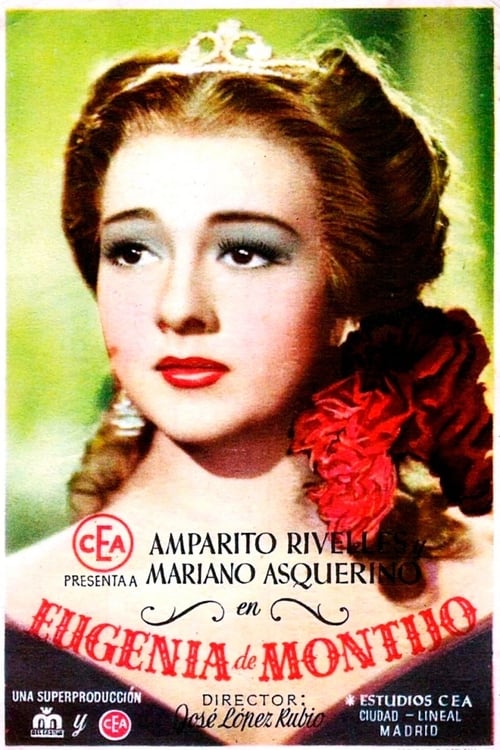 CEA
PRESENTA A
AMPARITO RIVELLES y
MARIANO ASQUERINO
en
EUGENIA de MONTIJO
UNA SUPERPRODUCCIÓN
y CEA
DIRECTOR:
José López Rubio
* ESTUDIOS CEA
CIUDAD – LINEAL
MADRID